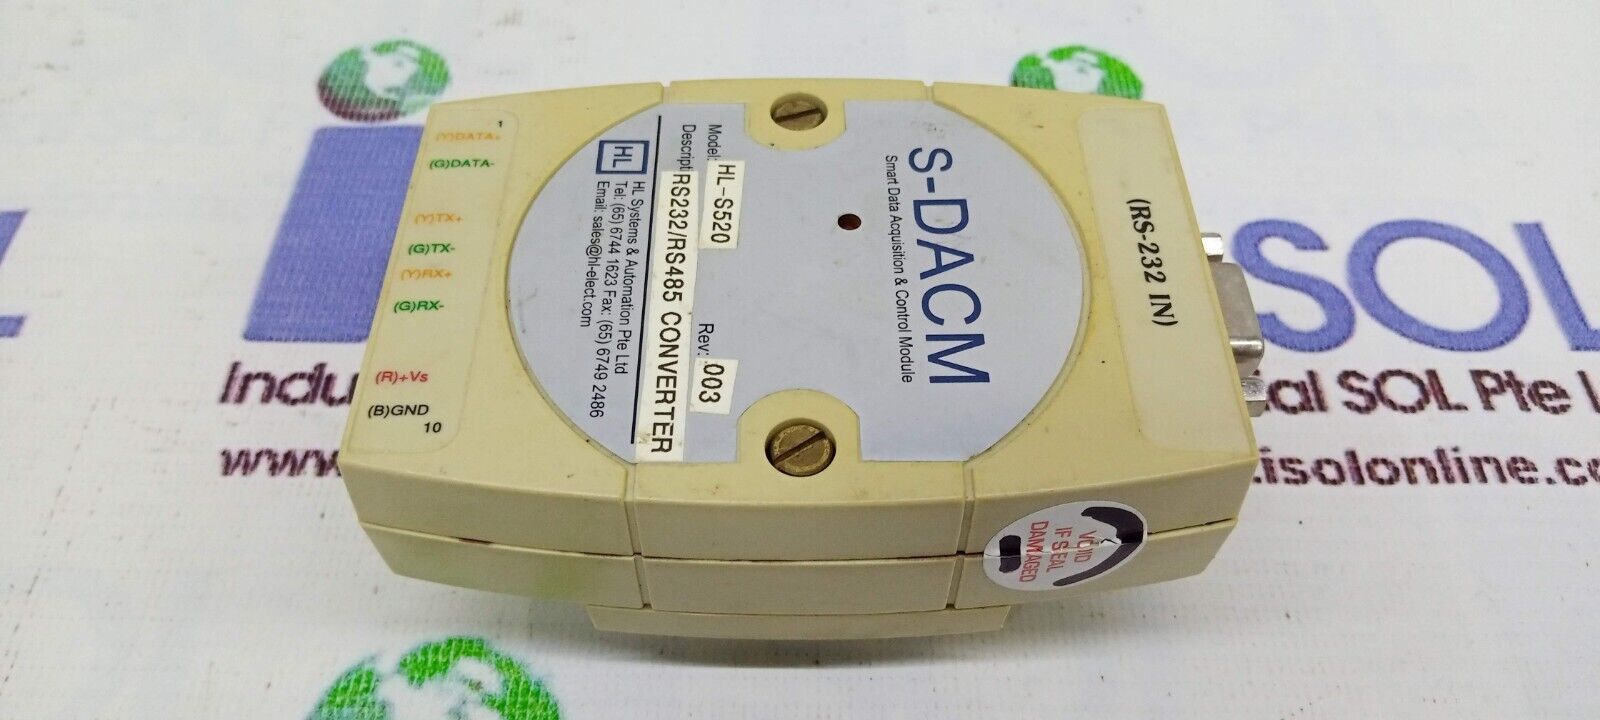 S-DACM
Smart Data Acquisition & Control Module
Model: HL-S520
Rev: .003
Descript RS232/RS485 CONVERTER
HL
HL Systems & Automation Pte Ltd
Tel: (65) 6744 1623 Fax: (65) 6749 2486
Email: sales@hl-elect.com
(RS-232 IN)
1
(Y)DATA+
(G)DATA-
(Y)TX+
(G)TX-
(Y)RX+
(G)RX-
(R)+Vs
(B)GND
10
VOID
IF SEAL
DAMAGED
SOL
Indu
ial SOL Pte L
www
isolonline.co